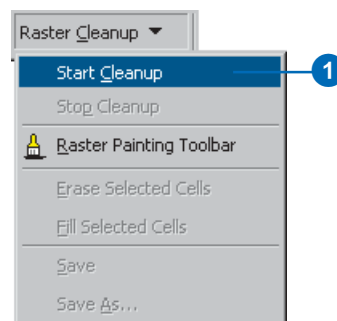 Raster Cleanup
Start Cleanup
1
Stop Cleanup
Raster Painting Toolbar
Erase Selected Cells
Fill Selected Cells
Save
Save As...